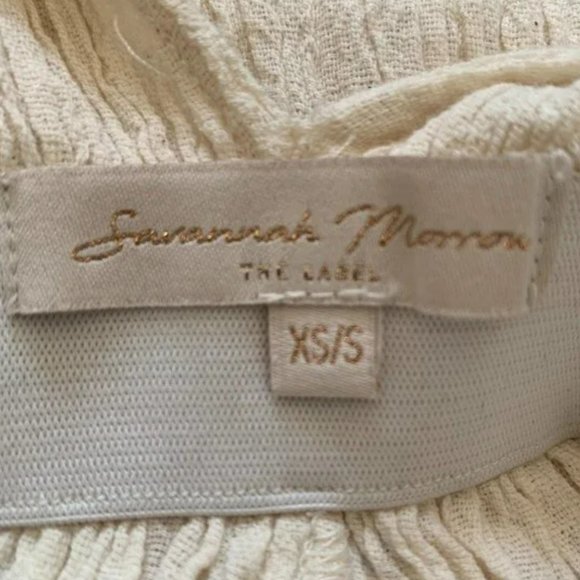 Savannah Morrow
THE LABEL
XS/S